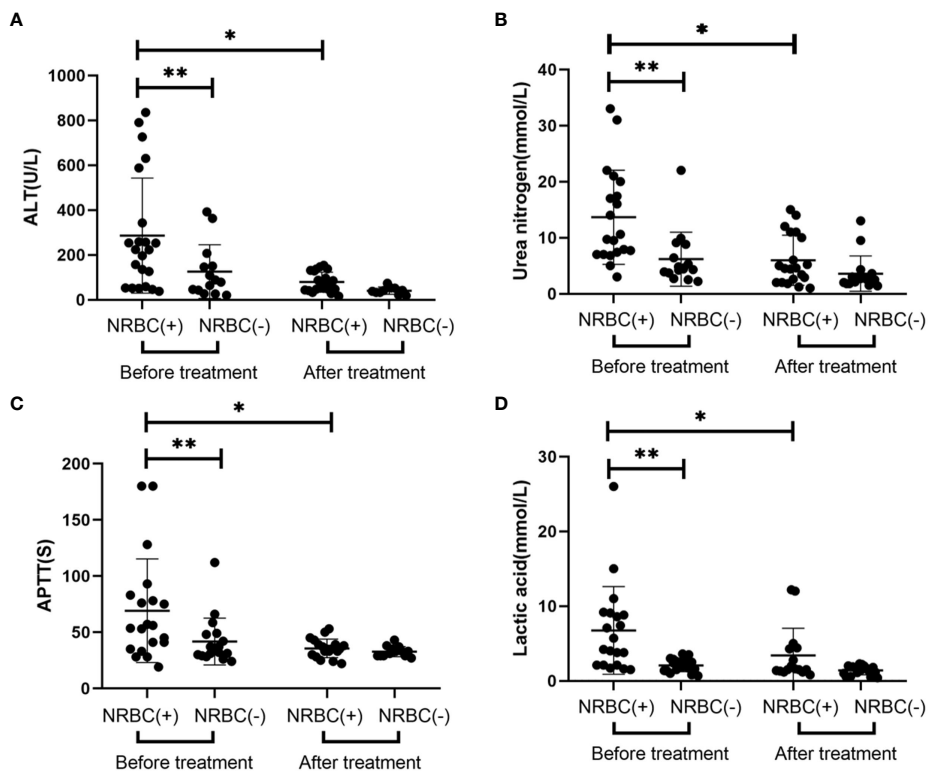 A
*
**
ALT(U/L)
1000
800
600
400
200
0
NRBC(+) NRBC(-) NRBC(+) NRBC(-)
Before treatment After treatment
B
*
**
Urea nitrogen(mmol/L)
40
30
20
10
0
NRBC(+) NRBC(-) NRBC(+) NRBC(-)
Before treatment After treatment
C
*
**
APTT(S)
200
150
100
50
0
NRBC(+) NRBC(-) NRBC(+) NRBC(-)
Before treatment After treatment
D
*
**
Lactic acid(mmol/L)
30
20
10
0
NRBC(+) NRBC(-) NRBC(+) NRBC(-)
Before treatment After treatment